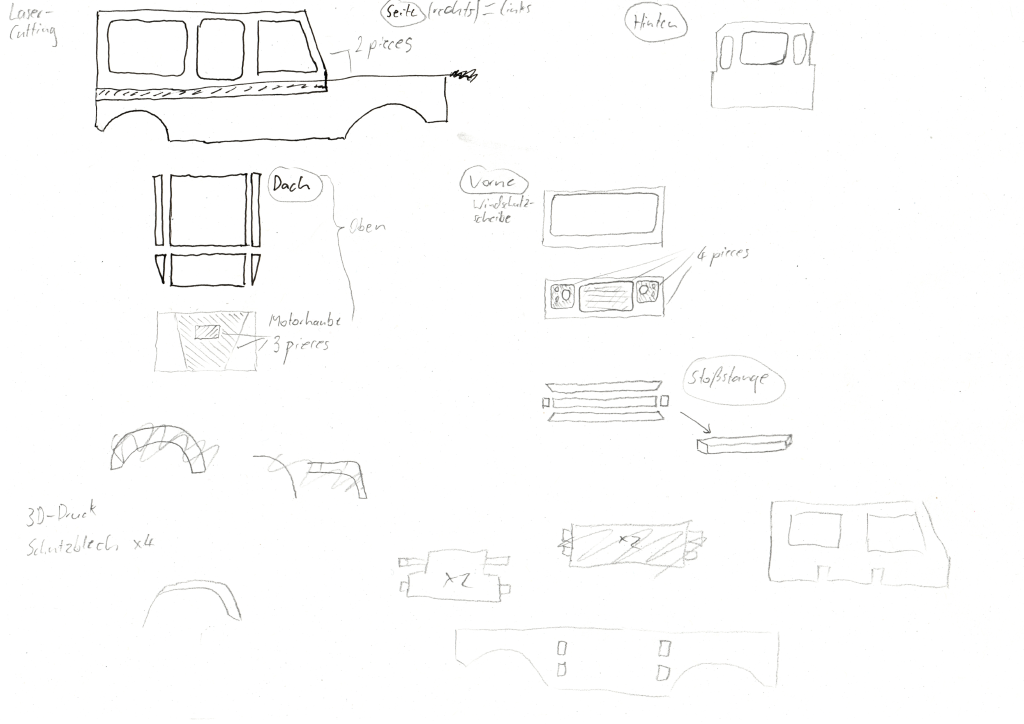 Laser-
Cutting
Seite (rechts) = links
2 pieces
Hinten
Dach
Oben
Vorne
Windschutz-
scheibe
4 pieces
Motorhaube
3 pieces
Stoßstange
3D-Druck
Schutzblech x4
x2
x2